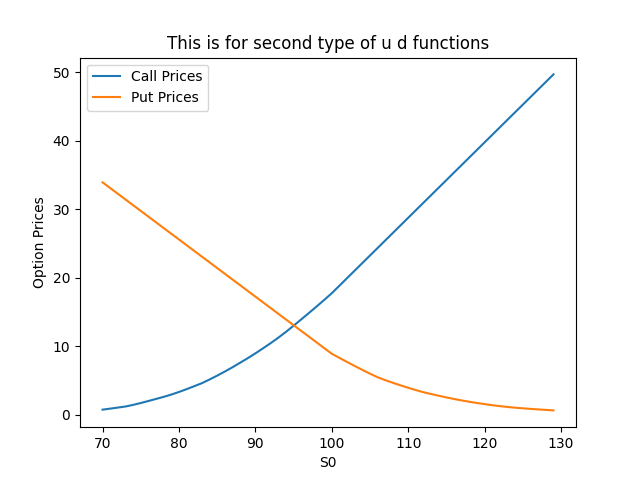 This is for second type of u d functions
Call Prices
Put Prices
Option Prices
50
40
30
20
10
0
70 80 90 100 110 120 130
S0